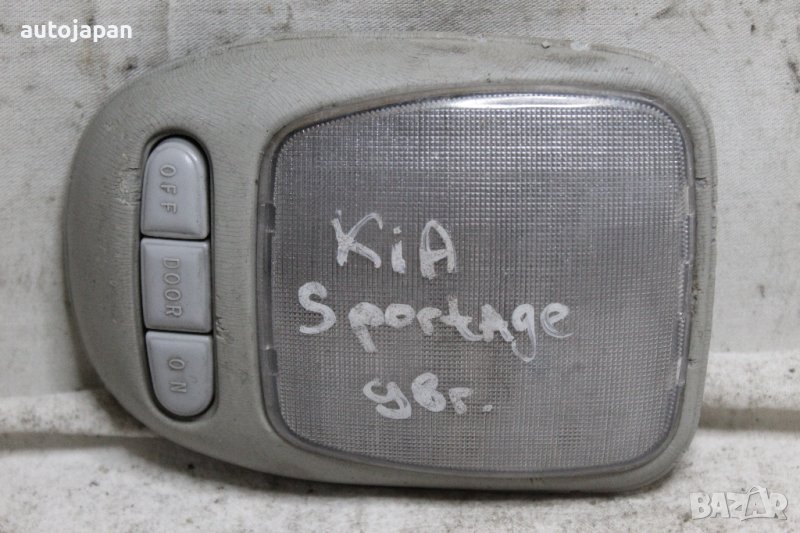 autojapan
OFF
DOOR
ON
KiA
SportAge
98г.
BAZAR